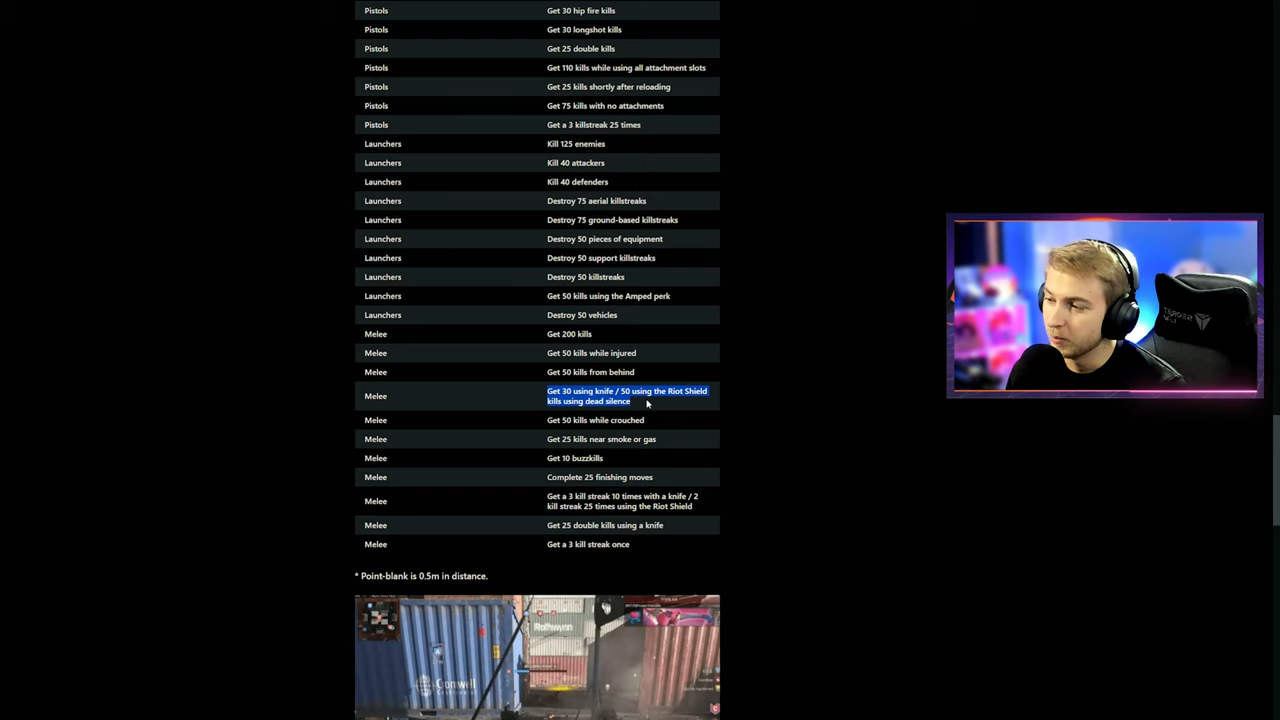 Pistols Get 30 hip fire kills
Pistols Get 30 longshot kills
Pistols Get 25 double kills
Pistols Get 110 kills while using all attachment slots
Pistols Get 25 kills shortly after reloading
Pistols Get 75 kills with no attachments
Pistols Get a 3 killstreak 25 times
Launchers Kill 125 enemies
Launchers Kill 40 attackers
Launchers Kill 40 defenders
Launchers Destroy 75 aerial killstreaks
Launchers Destroy 75 ground-based killstreaks
Launchers Destroy 50 pieces of equipment
Launchers Destroy 50 support killstreaks
Launchers Destroy 50 killstreaks
Launchers Get 50 kills using the Amped perk
Launchers Destroy 50 vehicles
Melee Get 200 kills
Melee Get 50 kills while injured
Melee Get 50 kills from behind
Melee Get 30 using knife / 50 using the Riot Shield
kills using dead silence
Melee Get 50 kills while crouched
Melee Get 25 kills near smoke or gas
Melee Get 10 buzzkills
Melee Complete 25 finishing moves
Melee Get a 3 kill streak 10 times with a knife / 2
kill streak 25 times using the Riot Shield
Melee Get 25 double kills using a knife
Melee Get a 3 kill streak once
* Point-blank is 0.5m in distance.
SECRET
LAB